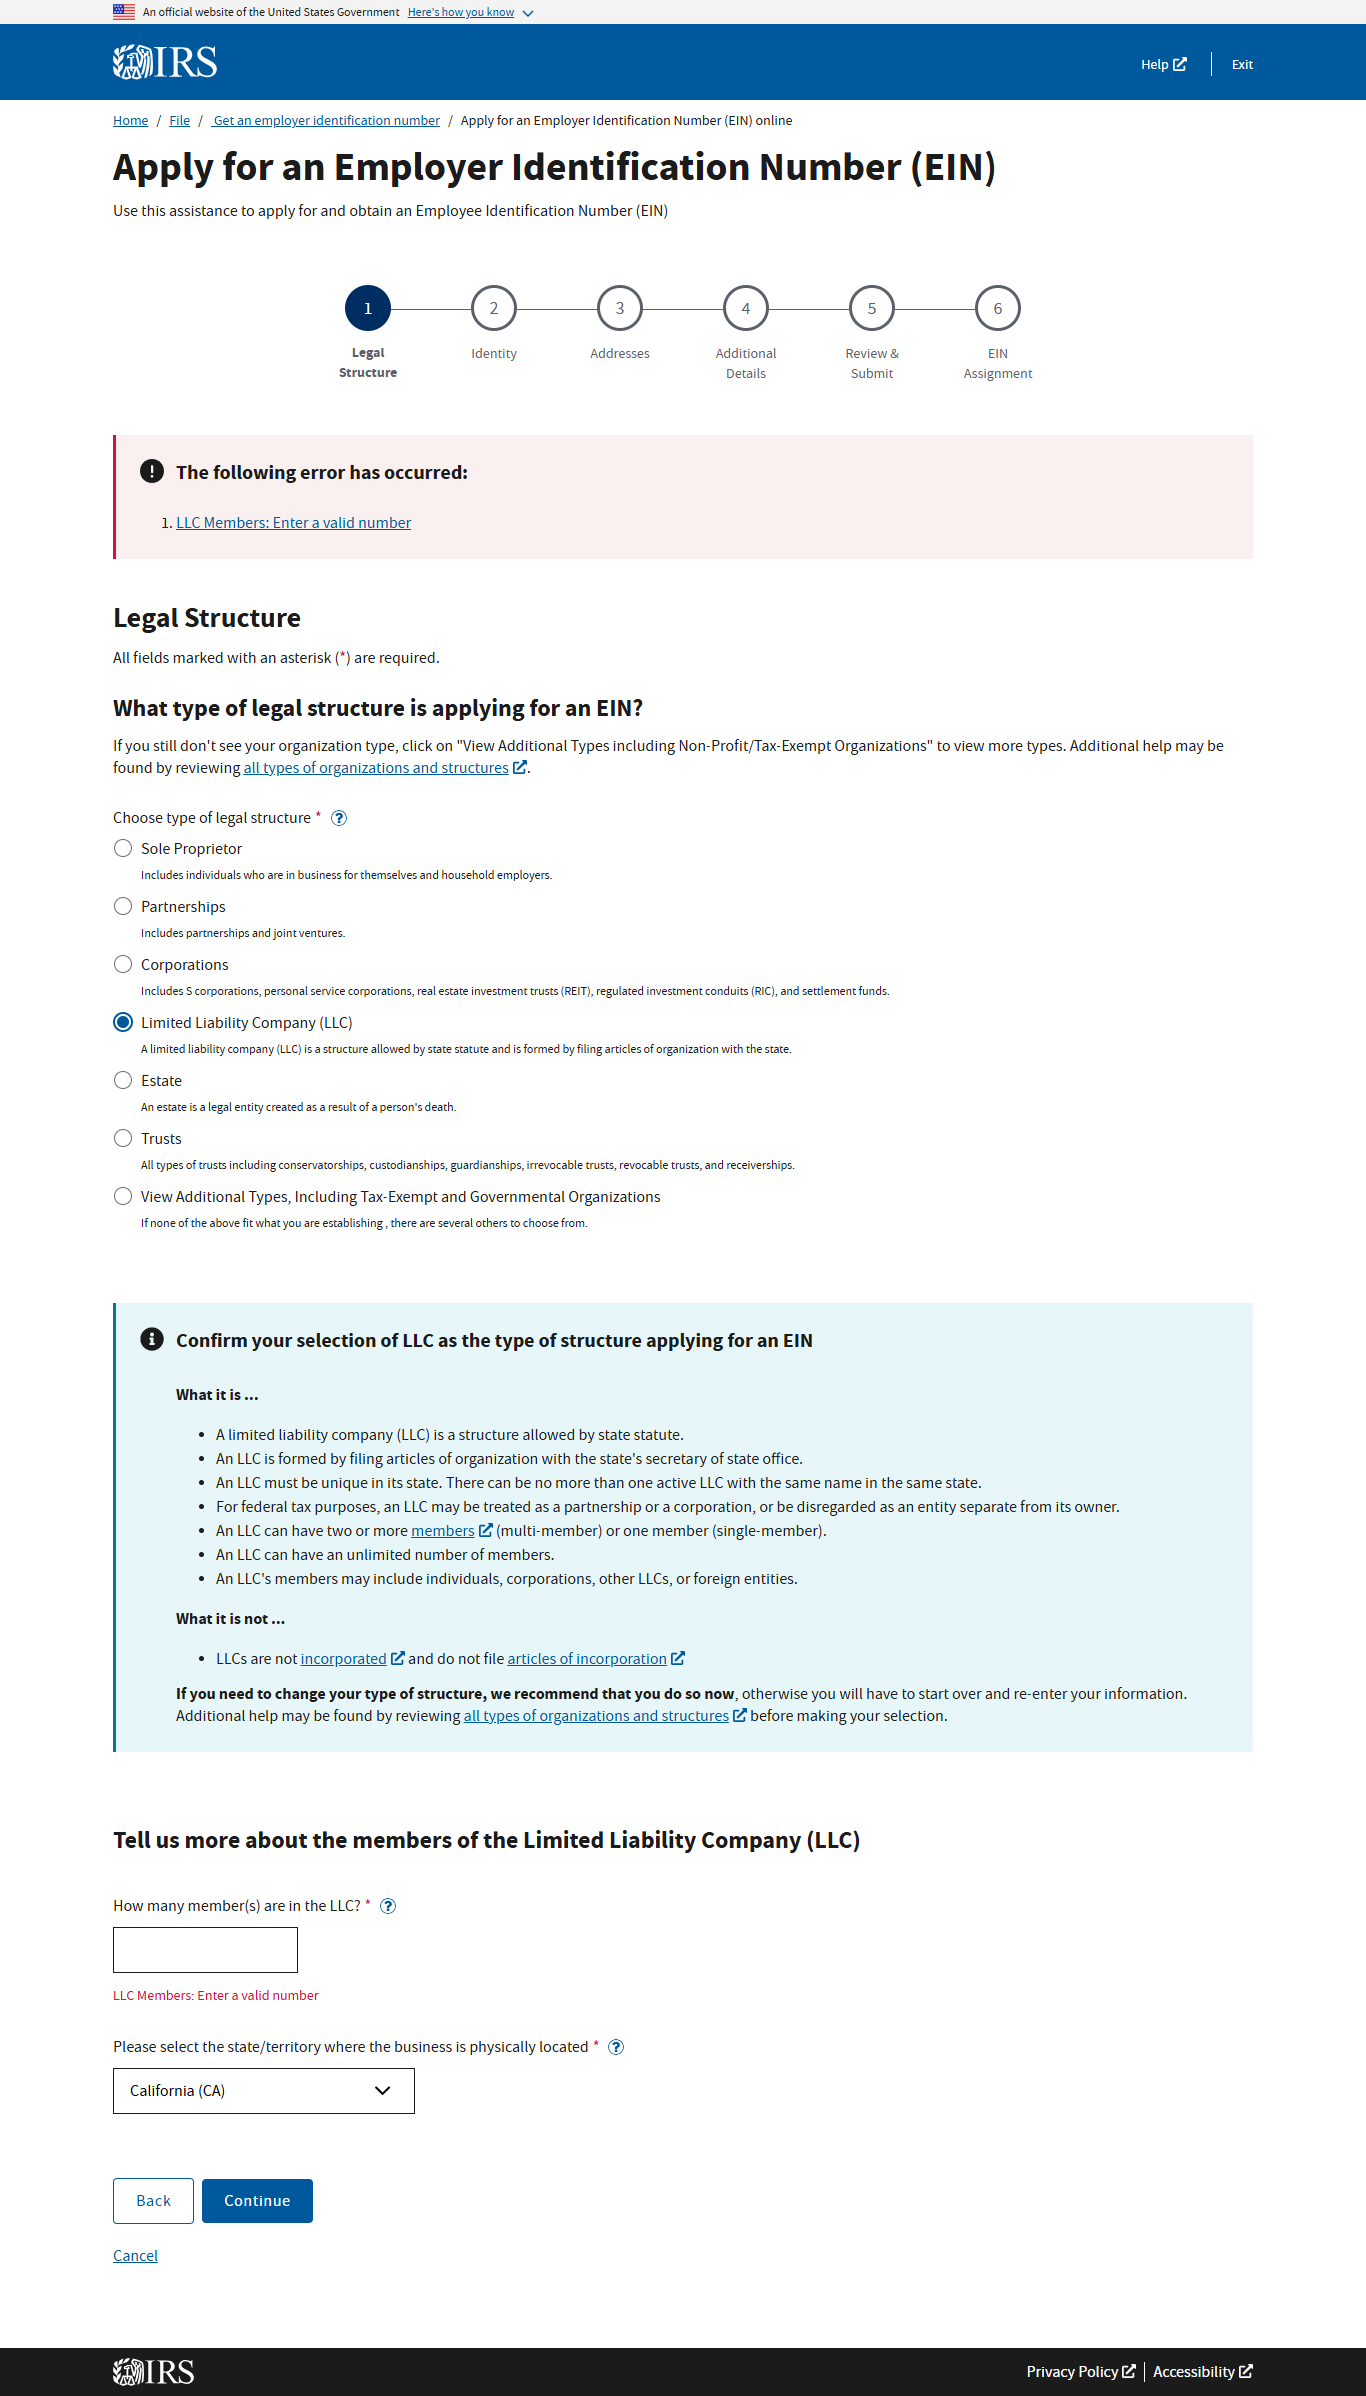 An official website of the United States Government Here's how you know
IRS
Help
Exit
Home / File / Get an employer identification number / Apply for an Employer Identification Number (EIN) online
Apply for an Employer Identification Number (EIN)
Use this assistance to apply for and obtain an Employee Identification Number (EIN)
1 2 3 4 5 6
Legal Structure
Identity
Addresses
Additional Details
Review & Submit
EIN Assignment
The following error has occurred:
1. LLC Members: Enter a valid number
Legal Structure
All fields marked with an asterisk (*) are required.
What type of legal structure is applying for an EIN?
If you still don't see your organization type, click on "View Additional Types including Non-Profit/Tax-Exempt Organizations" to view more types. Additional help may be
found by reviewing all types of organizations and structures.
Choose type of legal structure * ?
Sole Proprietor
Includes individuals who are in business for themselves and household employers.
Partnerships
Includes partnerships and joint ventures.
Corporations
Includes S corporations, personal service corporations, real estate investment trusts (REIT), regulated investment conduits (RIC), and settlement funds.
Limited Liability Company (LLC)
A limited liability company (LLC) is a structure allowed by state statute and is formed by filing articles of organization with the state.
Estate
An estate is a legal entity created as a result of a person's death.
Trusts
All types of trusts including conservatorships, custodianships, guardianships, irrevocable trusts, revocable trusts, and receiverships.
View Additional Types, Including Tax-Exempt and Governmental Organizations
If none of the above fit what you are establishing , there are several others to choose from.
Confirm your selection of LLC as the type of structure applying for an EIN
What it is ...
• A limited liability company (LLC) is a structure allowed by state statute.
• An LLC is formed by filing articles of organization with the state's secretary of state office.
• An LLC must be unique in its state. There can be no more than one active LLC with the same name in the same state.
• For federal tax purposes, an LLC may be treated as a partnership or a corporation, or be disregarded as an entity separate from its owner.
• An LLC can have two or more members (multi-member) or one member (single-member).
• An LLC can have an unlimited number of members.
• An LLC's members may include individuals, corporations, other LLCs, or foreign entities.
What it is not ...
• LLCs are not incorporated and do not file articles of incorporation
If you need to change your type of structure, we recommend that you do so now, otherwise you will have to start over and re-enter your information.
Additional help may be found by reviewing all types of organizations and structures before making your selection.
Tell us more about the members of the Limited Liability Company (LLC)
How many member(s) are in the LLC? * ?
LLC Members: Enter a valid number
Please select the state/territory where the business is physically located * ?
California (CA)
Back
Continue
Cancel
IRS
Privacy Policy
Accessibility